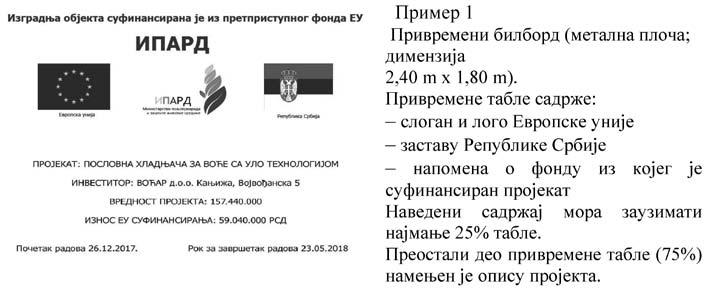 Изградња објекта суфинансирана је из претприступног фонда ЕУ
ИПАРД
Европска унија
ИПАРД
Министарство пољопривреде
и заштите животне средине
Република Србија
ПРОЈЕКАТ: ПОСЛОВНА ХЛАДЊАЧА ЗА ВОЋЕ СА УЛО ТЕХНОЛОГИЈОМ
ИНВЕСТИТОР: ВОЋАР д.о.о. Кањижа, Војвођанска 5
ВРЕДНОСТ ПРОЈЕКТА: 157.440.000
ИЗНОС ЕУ СУФИНАНСИРАЊА: 59.040.000 РСД
Почетак радова 26.12.2017. Рок за завршетак радова 23.05.2018
Пример 1
Привремени билборд (метална плоча;
димензија
2,40 m x 1,80 m).
Привремене табле садрже:
– слоган и лого Европске уније
– заставу Републике Србије
– напомена о фонду из којег је
суфинансиран пројекат
Наведени садржај мора заузимати
најмање 25% табле.
Преостали део привремене табле (75%)
намењен је опису пројекта.